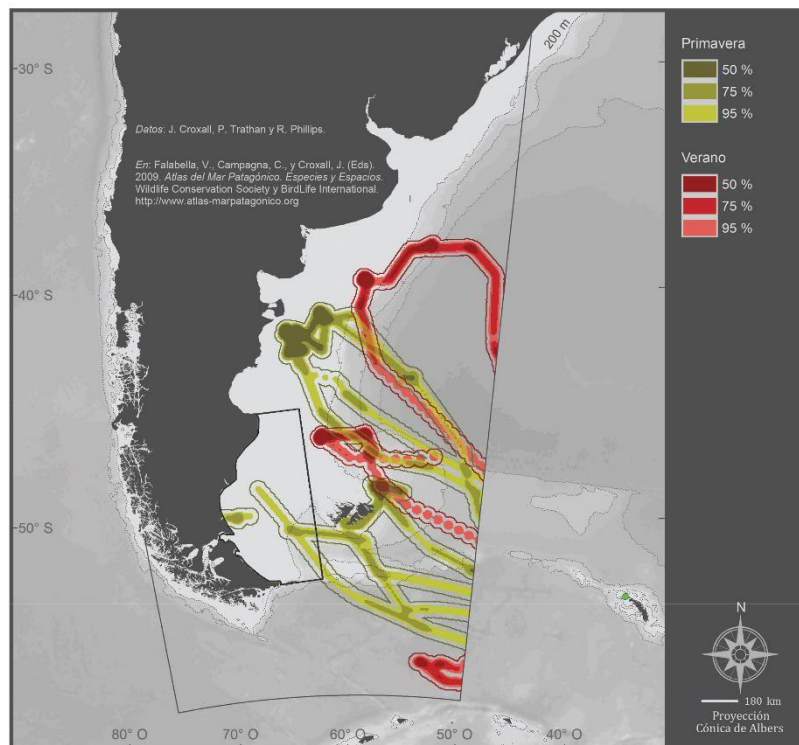 200 m
30° S
Datos: J. Croxall, P. Trathan y R. Phillips.
En: Falabella, V., Campagna, C., y Croxall, J. (Eds).
2009. Atlas del Mar Patagónico. Especies y Espacios.
Wildlife Conservation Society y BirdLife International.
http://www.atlas-marpatagonico.org
40° S
50° S
80° O
70° O
60° O
50° O
40° O
Primavera
50 %
75 %
95 %
Verano
50 %
75 %
95 %
N
180 km
Proyección
Cónica de Albers